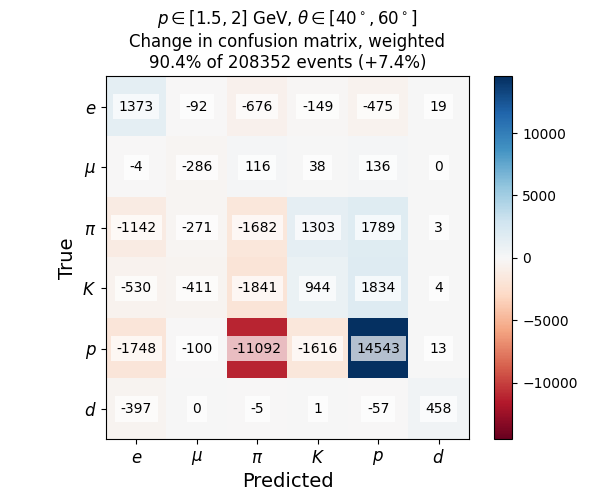 p ∈ [1.5, 2] GeV, θ ∈ [40°, 60°]
Change in confusion matrix, weighted
90.4% of 208352 events (+7.4%)
e 1373 -92 -676 -149 -475 19
μ -4 -286 116 38 136 0
π -1142 -271 -1682 1303 1789 3
K -530 -411 -1841 944 1834 4
p -1748 -100 -11092 -1616 14543 13
d -397 0 -5 1 -57 458
e μ π K p d
Predicted
True
10000
5000
0
−5000
−10000